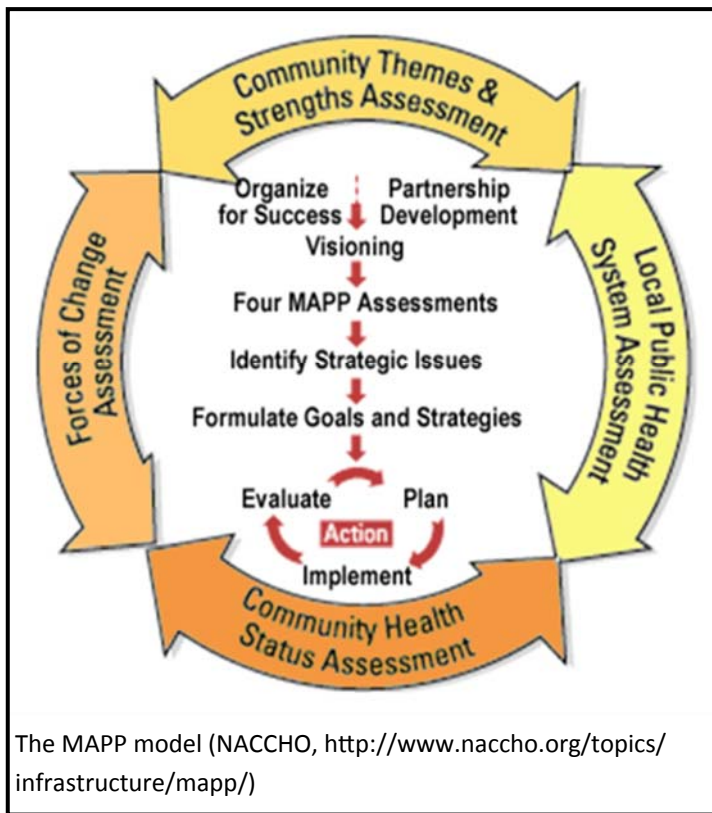 Community Themes &
Strengths Assessment
Organize
for Success
Partnership
Development
Visioning
Four MAPP Assessments
Identify Strategic Issues
Formulate Goals and Strategies
Evaluate
Plan
Action
Implement
Forces of Change
Assessment
Local Public Health
System Assessment
Community Health
Status Assessment
The MAPP model (NACCHO, http://www.naccho.org/topics/
infrastructure/mapp/)